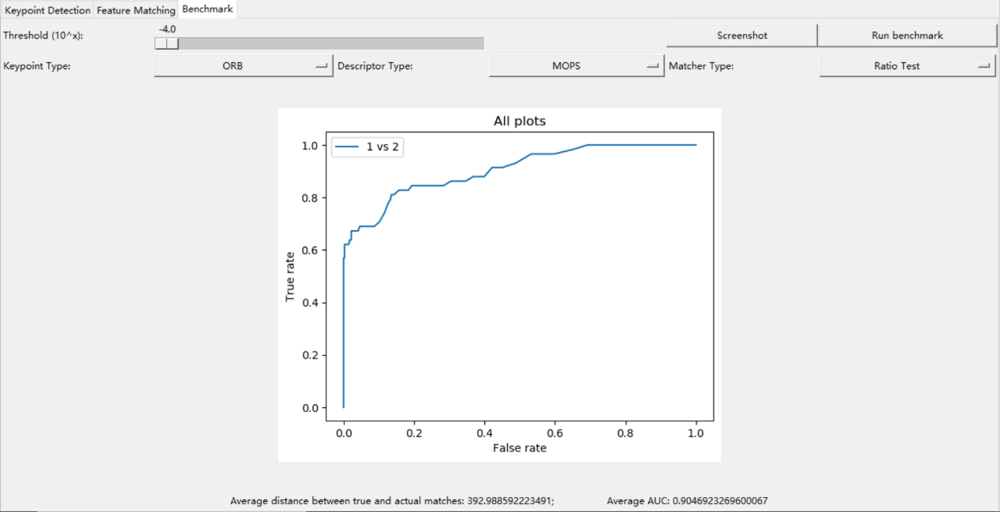 Keypoint Detection Feature Matching Benchmark
-4.0
Threshold (10^x): Screenshot Run benchmark
Keypoint Type: ORB Descriptor Type: MOPS Matcher Type: Ratio Test
All plots
1 vs 2
1.0
0.8
0.6
0.4
0.2
0.0
True rate
0.0 0.2 0.4 0.6 0.8 1.0
False rate
Average distance between true and actual matches: 392.988592223491; Average AUC: 0.9046923269600067